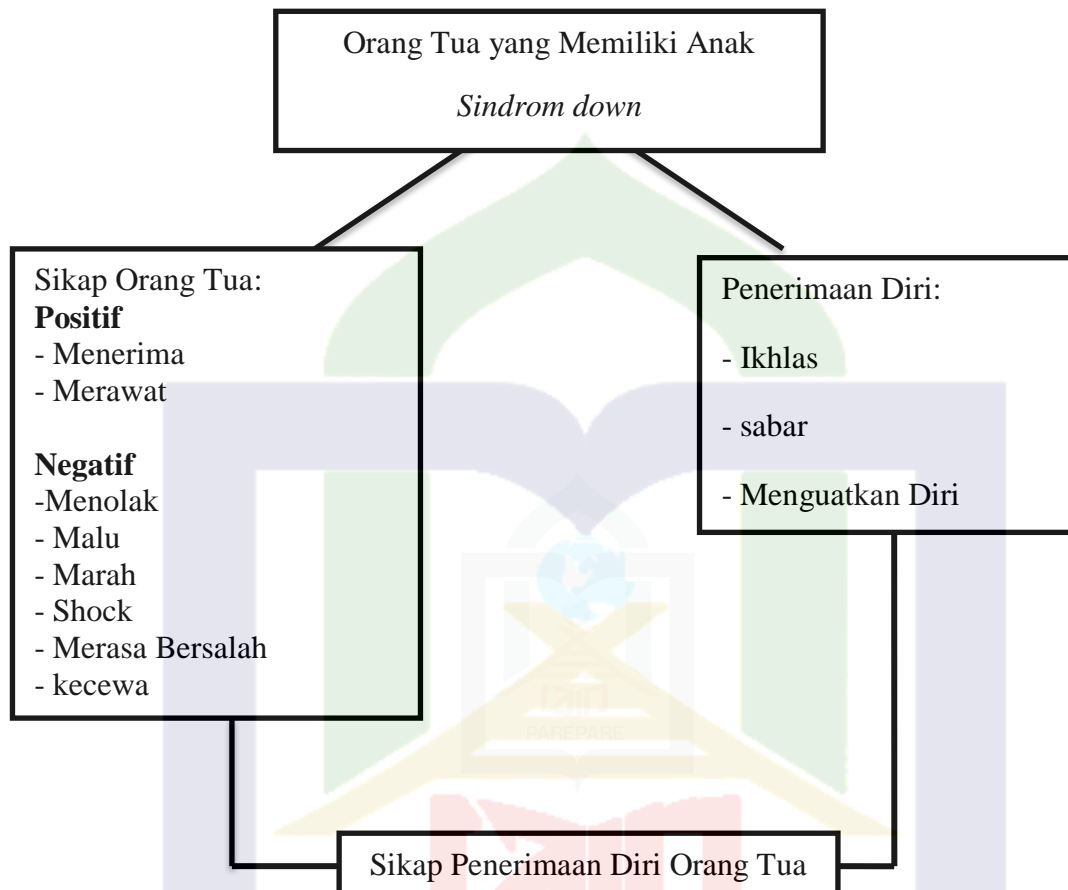 Orang Tua yang Memiliki Anak
Sindrom down
Sikap Orang Tua:
Positif
- Menerima
- Merawat
Negatif
-Menolak
- Malu
- Marah
- Shock
- Merasa Bersalah
- kecewa
Penerimaan Diri:
- Ikhlas
- sabar
- Menguatkan Diri
PAREPARE
Sikap Penerimaan Diri Orang Tua